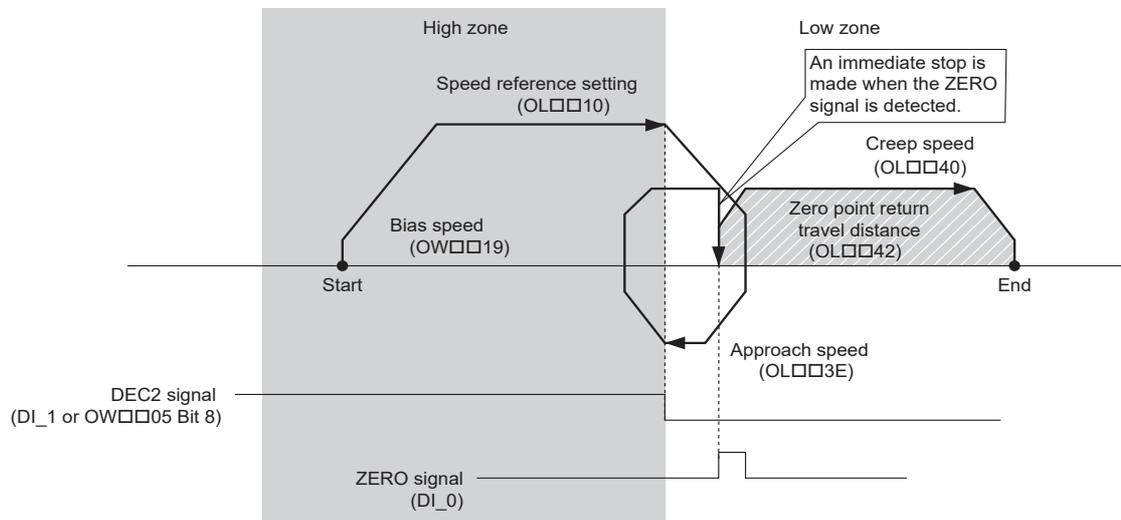 High zone
Low zone
An immediate stop is
made when the ZERO
signal is detected.
Speed reference setting
(OL□□10)
Creep speed
(OL□□40)
Bias speed
(OW□□19)
Zero point return
travel distance
(OL□□42)
Start
End
Approach speed
(OL□□3E)
DEC2 signal
(DI_1 or OW□□05 Bit 8)
ZERO signal
(DI_0)